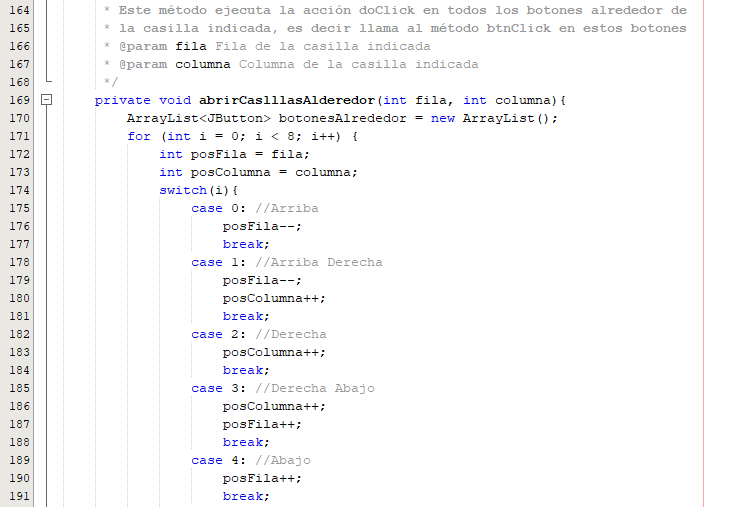 164 * Este método ejecuta la acción doClick en todos los botones alrededor de
165 * la casilla indicada, es decir llama al método btnClick en estos botones
166 * @param fila Fila de la casilla indicada
167 * @param columna Columna de la casilla indicada
168 */
169 private void abrirCaslllasAlderedor(int fila, int columna){
170 ArrayList<JButton> botonesAlrededor = new ArrayList();
171 for (int i = 0; i < 8; i++) {
172 int posFila = fila;
173 int posColumna = columna;
174 switch(i){
175 case 0: //Arriba
176 posFila--;
177 break;
178 case 1: //Arriba Derecha
179 posFila--;
180 posColumna++;
181 break;
182 case 2: //Derecha
183 posColumna++;
184 break;
185 case 3: //Derecha Abajo
186 posColumna++;
187 posFila++;
188 break;
189 case 4: //Abajo
190 posFila++;
191 break;